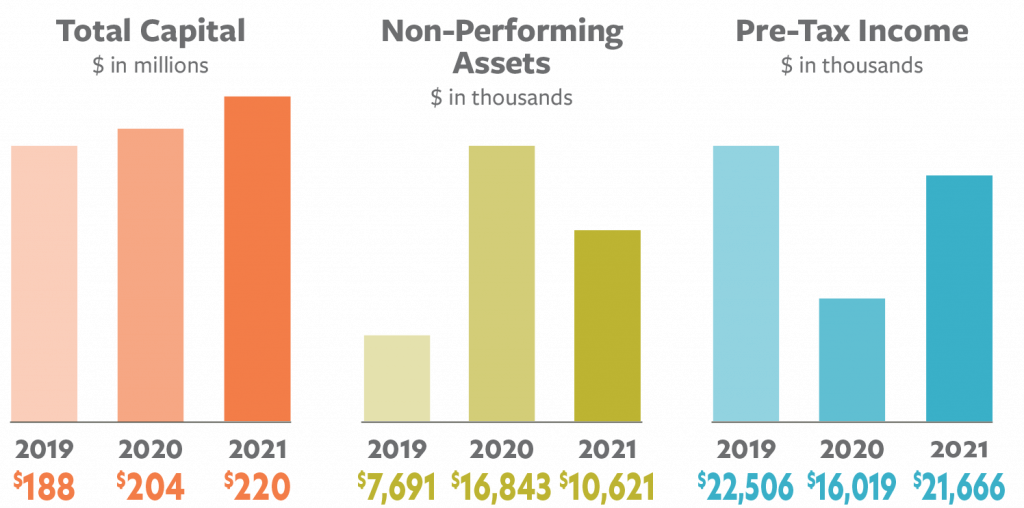 Total Capital
$ in millions
2019 2020 2021
$188 $204 $220
Non-Performing
Assets
$ in thousands
2019 2020 2021
$7,691 $16,843 $10,621
Pre-Tax Income
$ in thousands
2019 2020 2021
$22,506 $16,019 $21,666